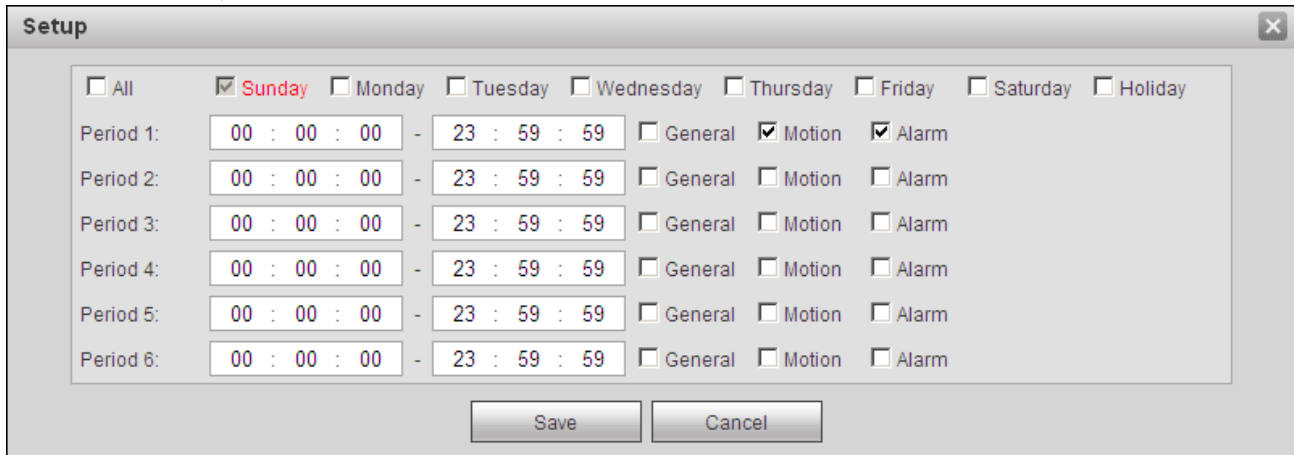 Setup
All Sunday Monday Tuesday Wednesday Thursday Friday Saturday Holiday
Period 1: 00 : 00 : 00 - 23 : 59 : 59 General Motion Alarm
Period 2: 00 : 00 : 00 - 23 : 59 : 59 General Motion Alarm
Period 3: 00 : 00 : 00 - 23 : 59 : 59 General Motion Alarm
Period 4: 00 : 00 : 00 - 23 : 59 : 59 General Motion Alarm
Period 5: 00 : 00 : 00 - 23 : 59 : 59 General Motion Alarm
Period 6: 00 : 00 : 00 - 23 : 59 : 59 General Motion Alarm
Save Cancel